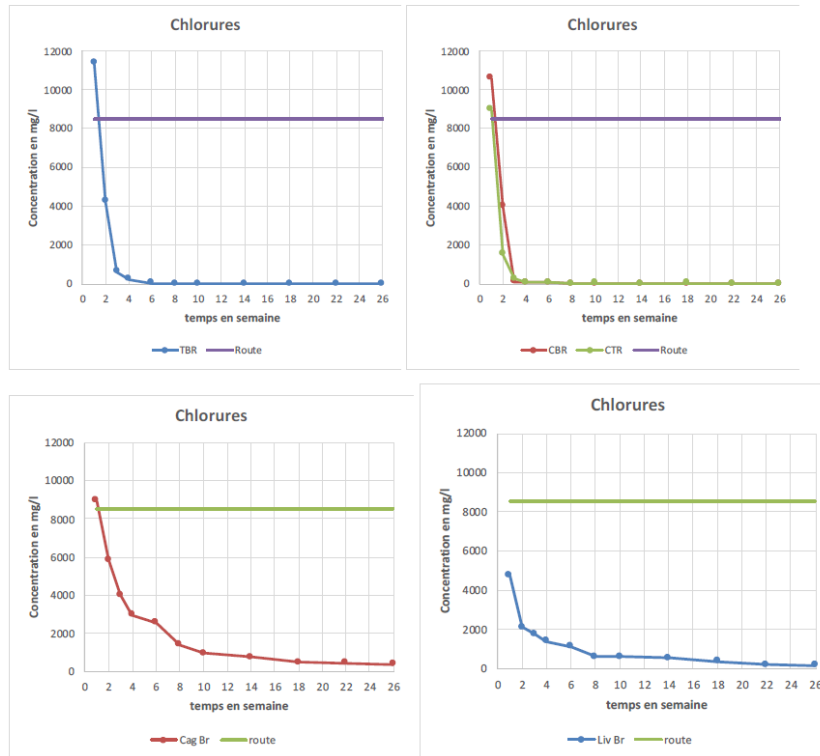 Chlorures
12000
10000
8000
6000
4000
2000
0
Concentration en mg/l
0 2 4 6 8 10 12 14 16 18 20 22 24 26
temps en semaine
TBR Route
Chlorures
12000
10000
8000
6000
4000
2000
0
Concentration en mg/l
0 2 4 6 8 10 12 14 16 18 20 22 24 26
temps en semaine
CBR CTR Route
Chlorures
12000
10000
8000
6000
4000
2000
0
Concentration en mg/l
0 2 4 6 8 10 12 14 16 18 20 22 24 26
temps en semaine
Cag Br route
Chlorures
12000
10000
8000
6000
4000
2000
0
Concentration en mg/l
0 2 4 6 8 10 12 14 16 18 20 22 24 26
temps en semaine
Liv Br route